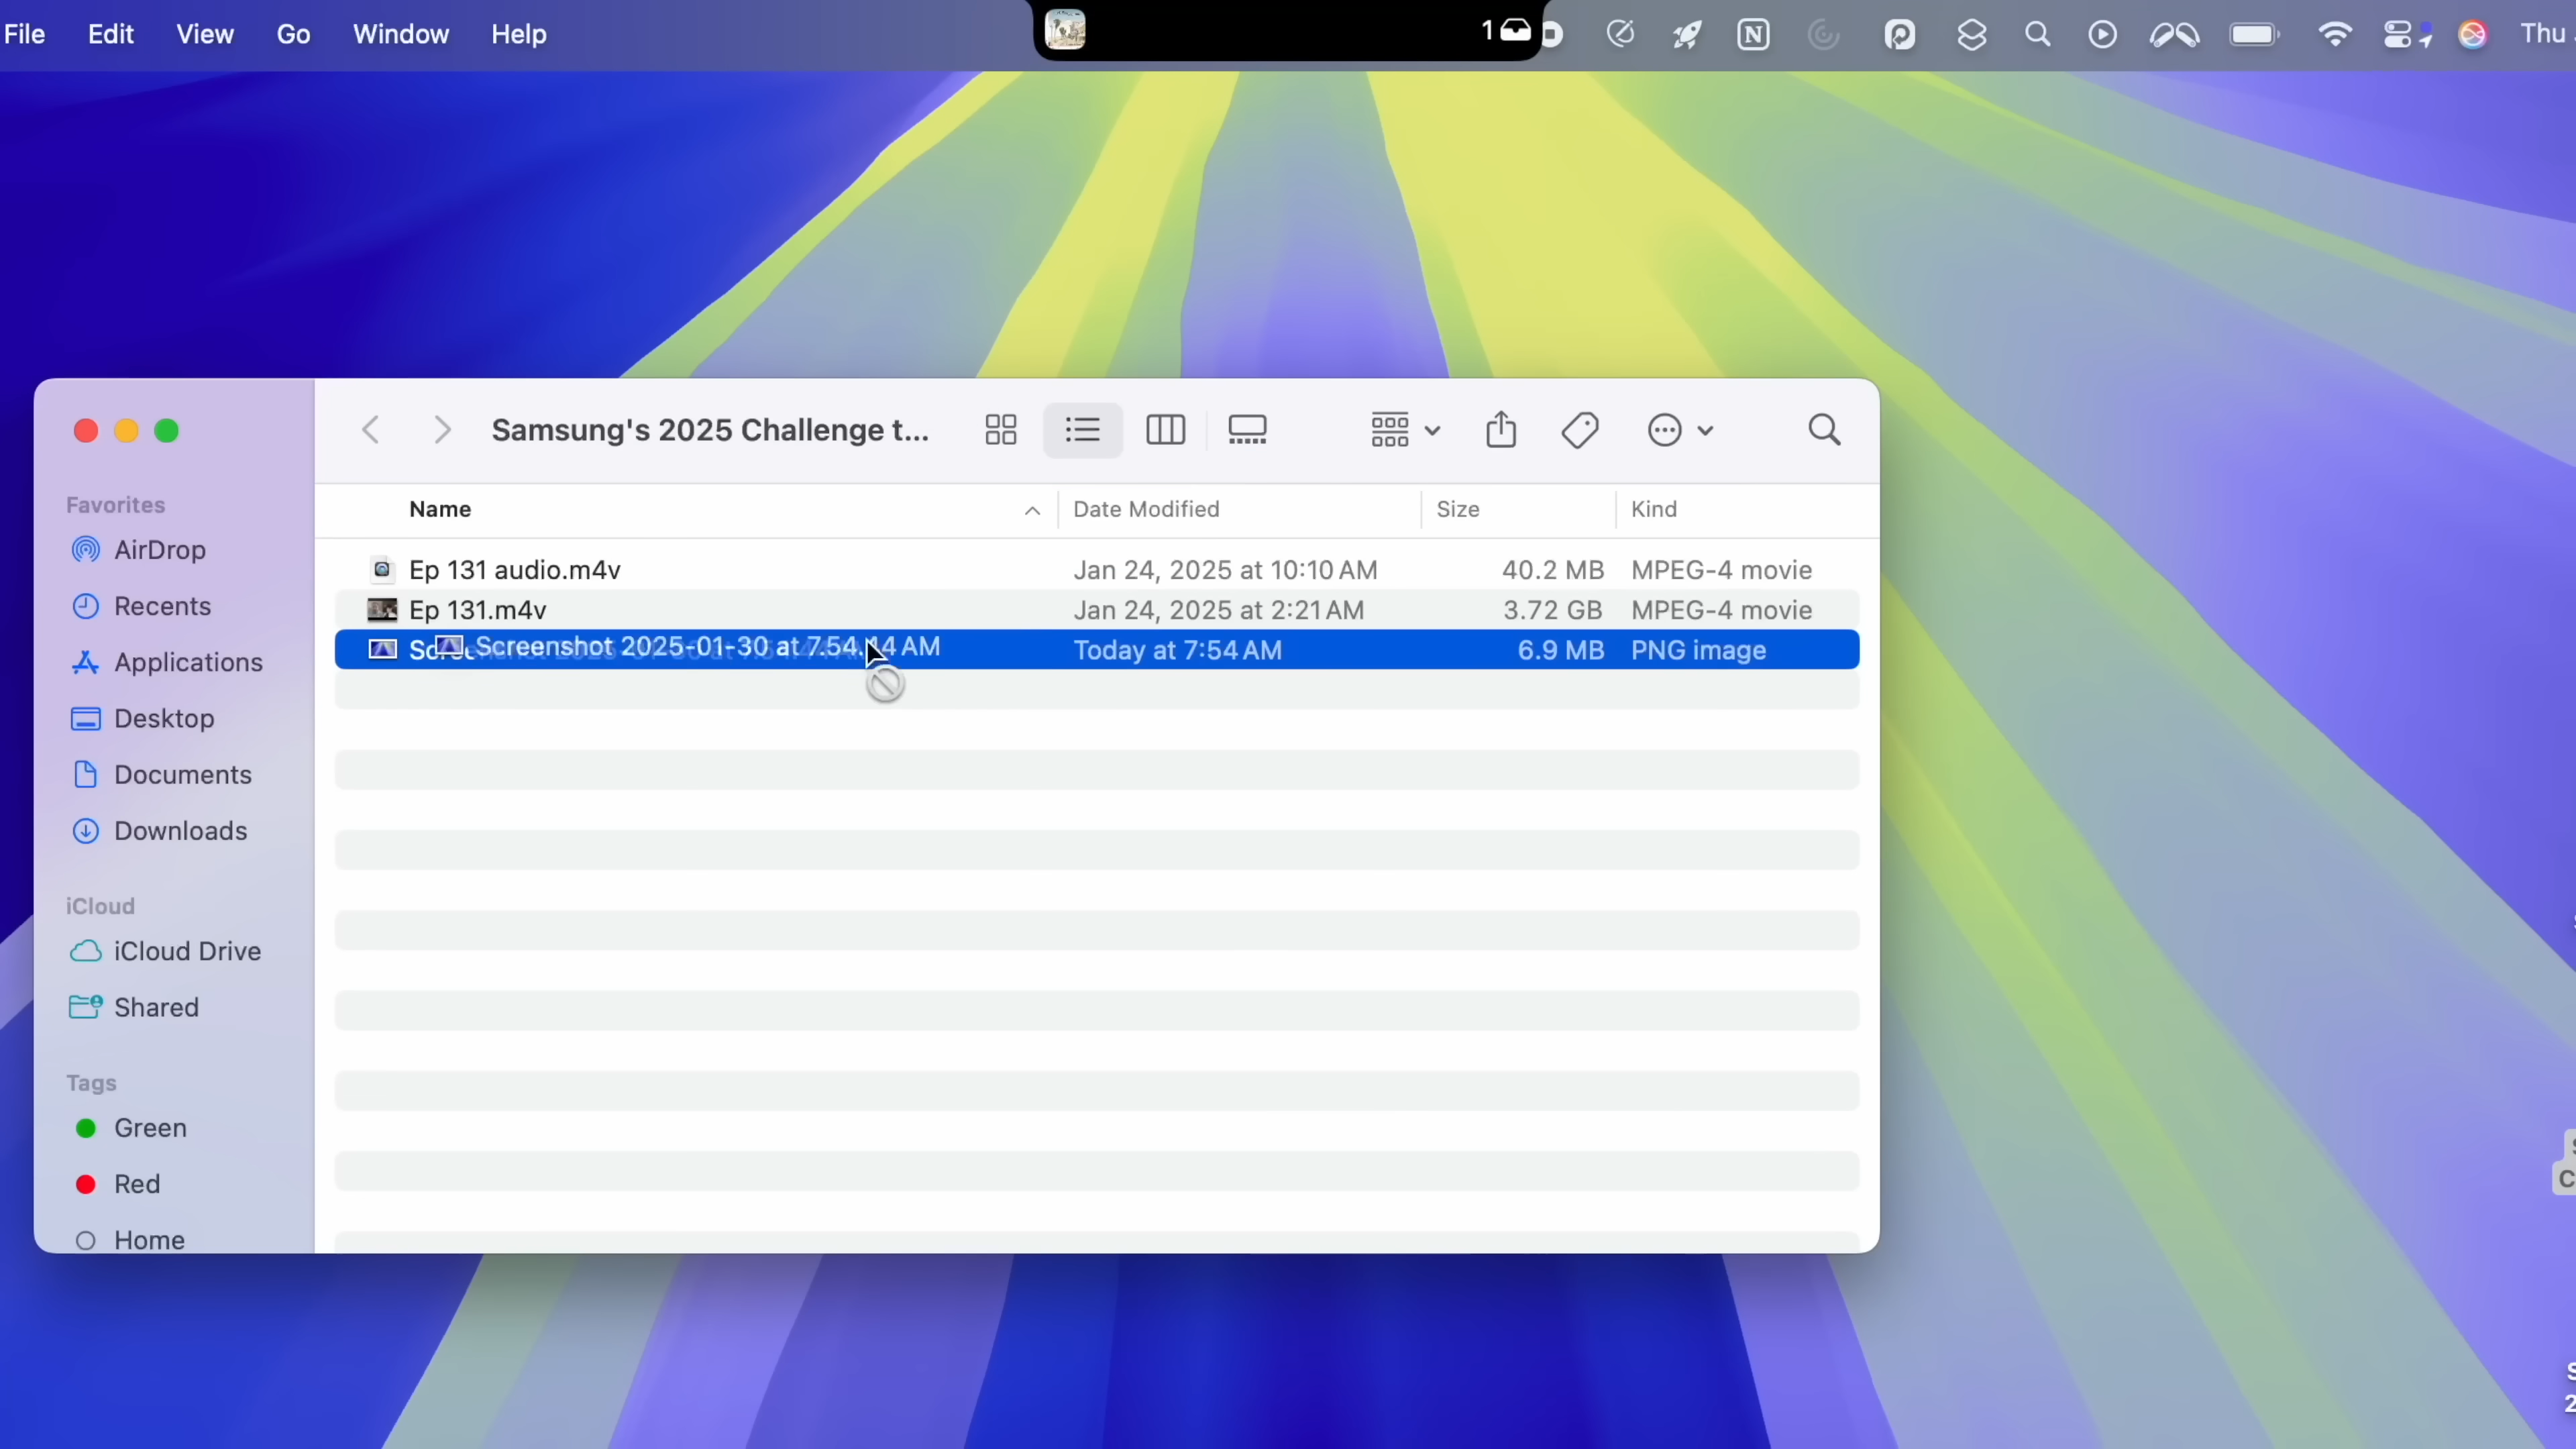 File Edit View Go Window Help 1 Thu
Samsung's 2025 Challenge t...
Name Date Modified Size Kind
Favorites
AirDrop
Recents
Applications
Desktop
Documents
Downloads
iCloud
iCloud Drive
Shared
Tags
Green
Red
Home
Ep 131 audio.m4v Jan 24, 2025 at 10:10 AM 40.2 MB MPEG-4 movie
Ep 131.m4v Jan 24, 2025 at 2:21 AM 3.72 GB MPEG-4 movie
Screenshot 2025-01-30 at 7.54.44 AM Today at 7:54 AM 6.9 MB PNG image